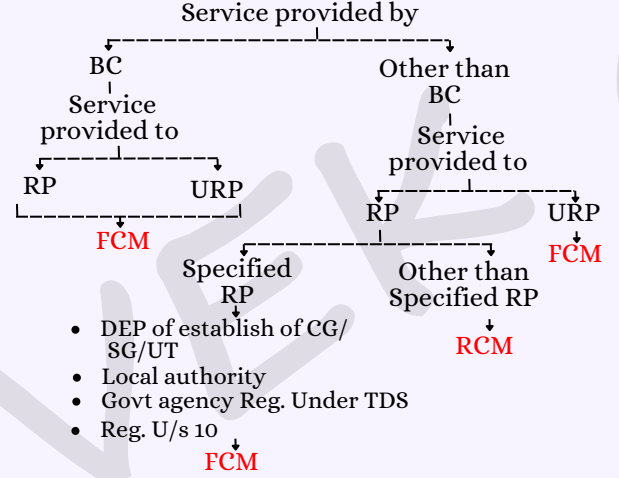 Service provided by
BC
Other than
BC
Service
provided to
Service
provided to
RP
URP
RP
URP
FCM
FCM
Specified
RP
Other than
Specified RP
• DEP of establish of CG/
SG/UT
• Local authority
• Govt agency Reg. Under TDS
• Reg. U/s 10
RCM
FCM
VEK